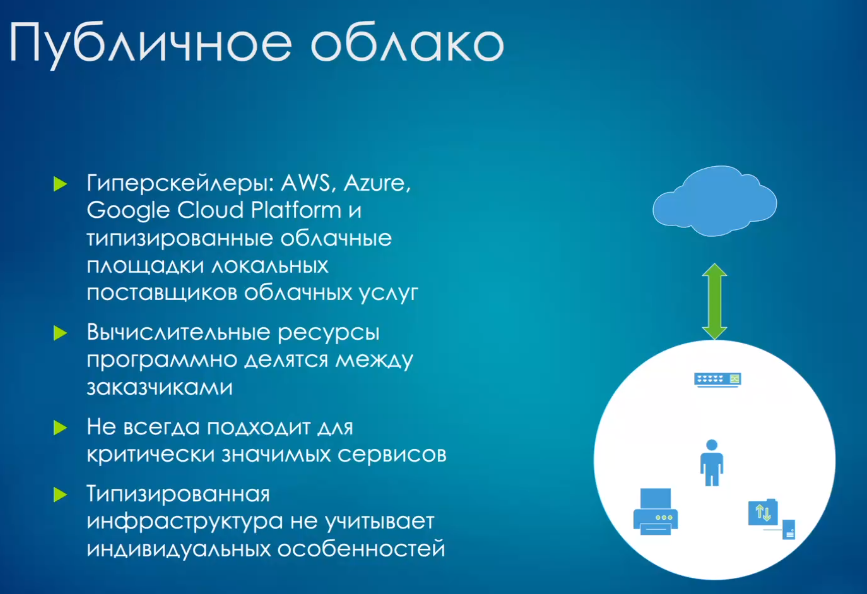 Публичное облако
Гиперскейлеры: AWS, Azure,
Google Cloud Platform и
типизированные облачные
площадки локальных
поставщиков облачных услуг
Вычислительные ресурсы
программно делятся между
заказчиками
Не всегда подходит для
критически значимых сервисов
Типизированная
инфраструктура не учитывает
индивидуальных особенностей